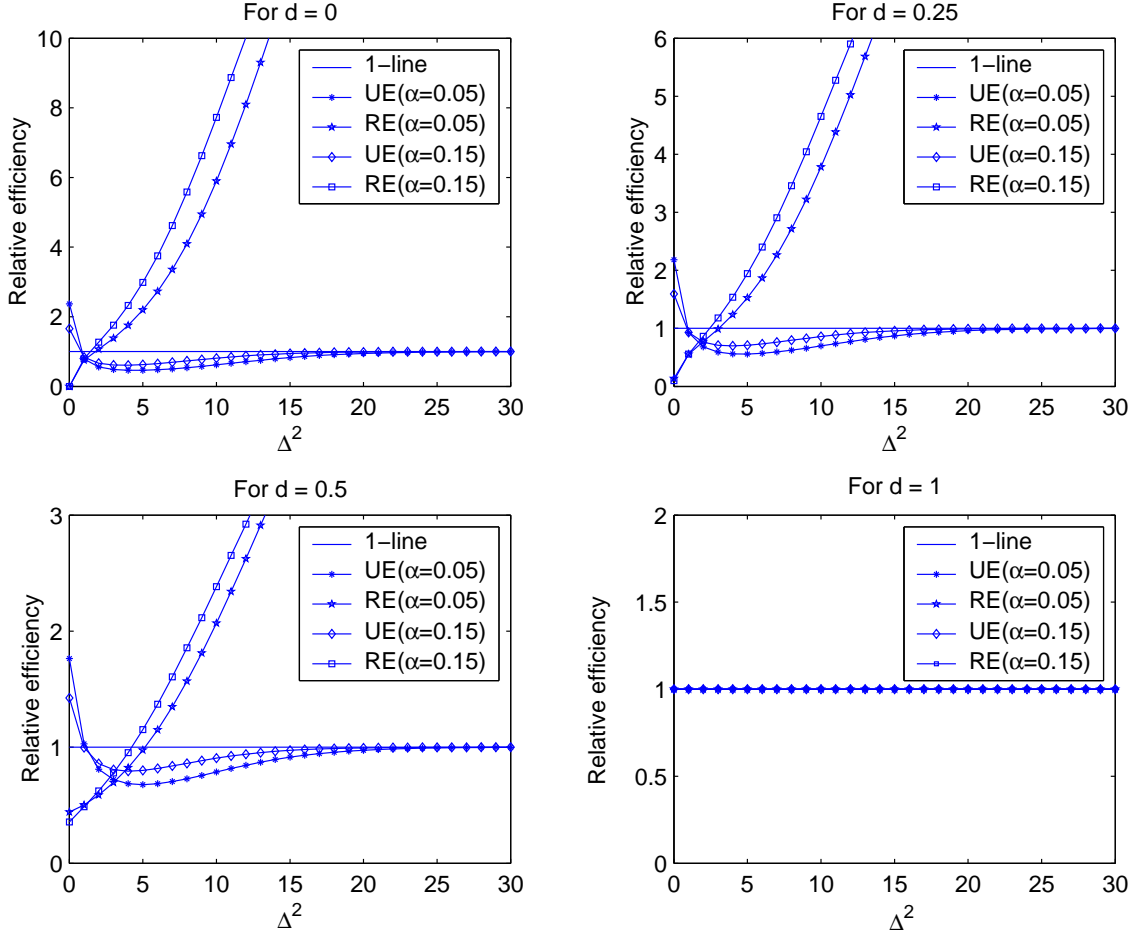 For d = 0
Relative efficiency
10
8
6
4
2
0
0 5 10 15 20 25 30
Δ²
1−line
UE(α=0.05)
RE(α=0.05)
UE(α=0.15)
RE(α=0.15)
For d = 0.25
Relative efficiency
6
5
4
3
2
1
0
0 5 10 15 20 25 30
Δ²
1−line
UE(α=0.05)
RE(α=0.05)
UE(α=0.15)
RE(α=0.15)
For d = 0.5
Relative efficiency
3
2
1
0
0 5 10 15 20 25 30
Δ²
1−line
UE(α=0.05)
RE(α=0.05)
UE(α=0.15)
RE(α=0.15)
For d = 1
Relative efficiency
2
1.5
1
0.5
0
0 5 10 15 20 25 30
Δ²
1−line
UE(α=0.05)
RE(α=0.05)
UE(α=0.15)
RE(α=0.15)